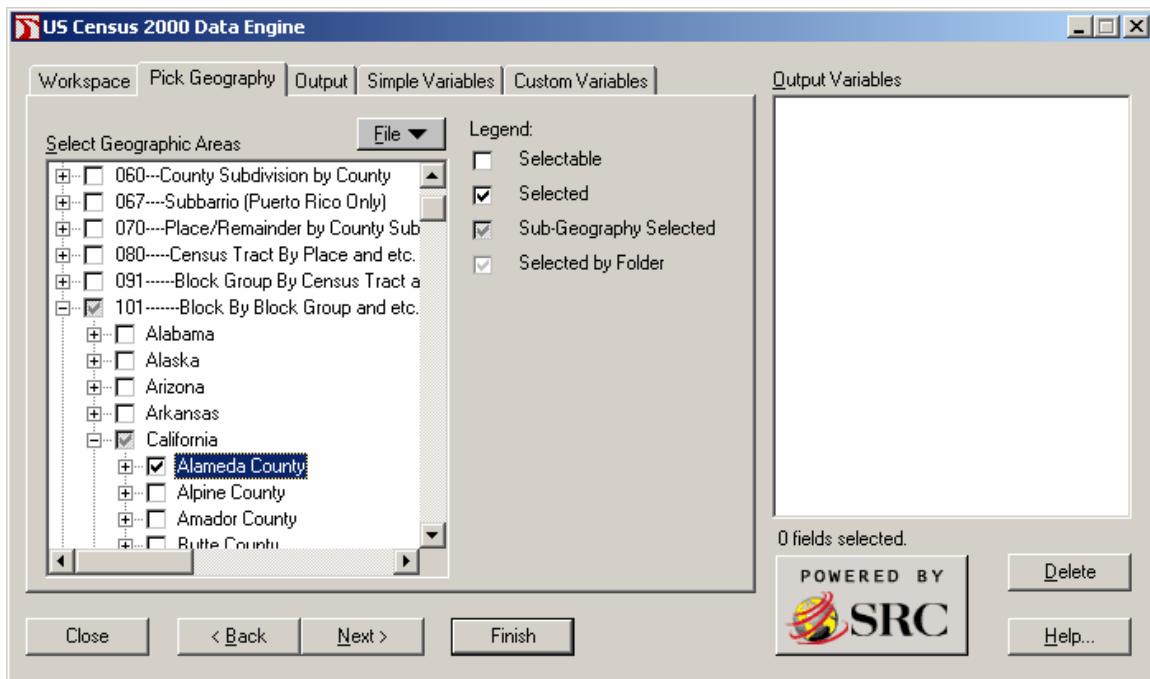 US Census 2000 Data Engine
Workspace
Pick Geography
Output
Simple Variables
Custom Variables
Select Geographic Areas
File
060---County Subdivision by County
067----Subbarrio (Puerto Rico Only)
070----Place/Remainder by County Sub
080-----Census Tract By Place and etc.
091------Block Group By Census Tract a
101-------Block By Block Group and etc.
Alabama
Alaska
Arizona
Arkansas
California
Alameda County
Alpine County
Amador County
Butte County
Legend:
Selectable
Selected
Sub-Geography Selected
Selected by Folder
Output Variables
0 fields selected.
POWERED BY
SRC
Delete
Help...
Close
< Back
Next >
Finish